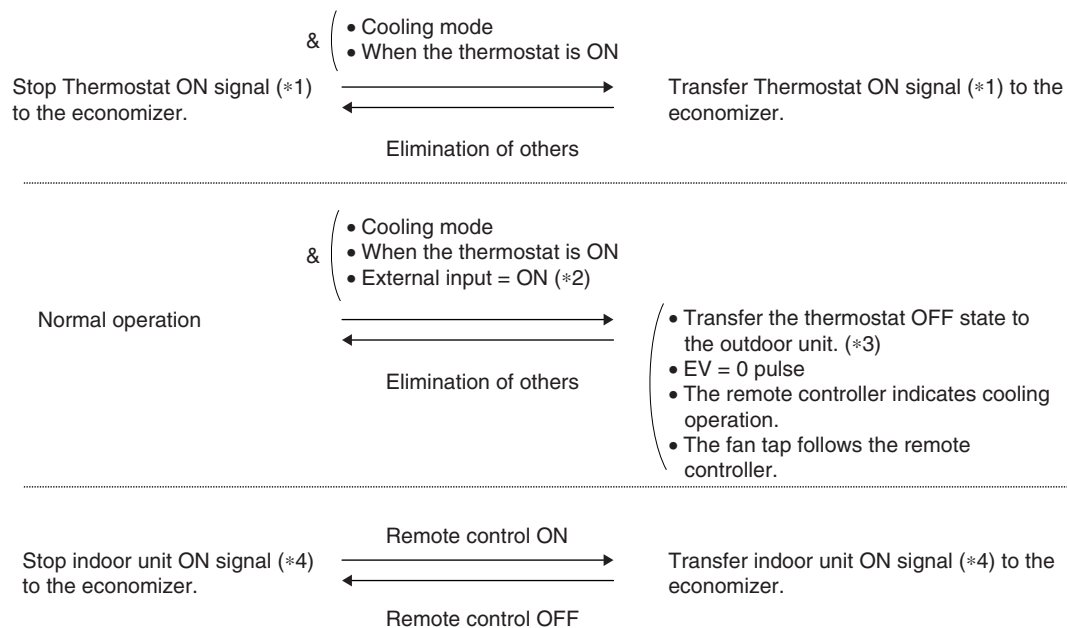 & • Cooling mode
• When the thermostat is ON
Stop Thermostat ON signal (*1)
to the economizer.
Transfer Thermostat ON signal (*1) to the
economizer.
Elimination of others
& • Cooling mode
• When the thermostat is ON
• External input = ON (*2)
Normal operation
• Transfer the thermostat OFF state to
the outdoor unit. (*3)
• EV = 0 pulse
• The remote controller indicates cooling
operation.
• The fan tap follows the remote
controller.
Elimination of others
Remote control ON
Stop indoor unit ON signal (*4)
to the economizer.
Transfer indoor unit ON signal (*4) to the
economizer.
Remote control OFF